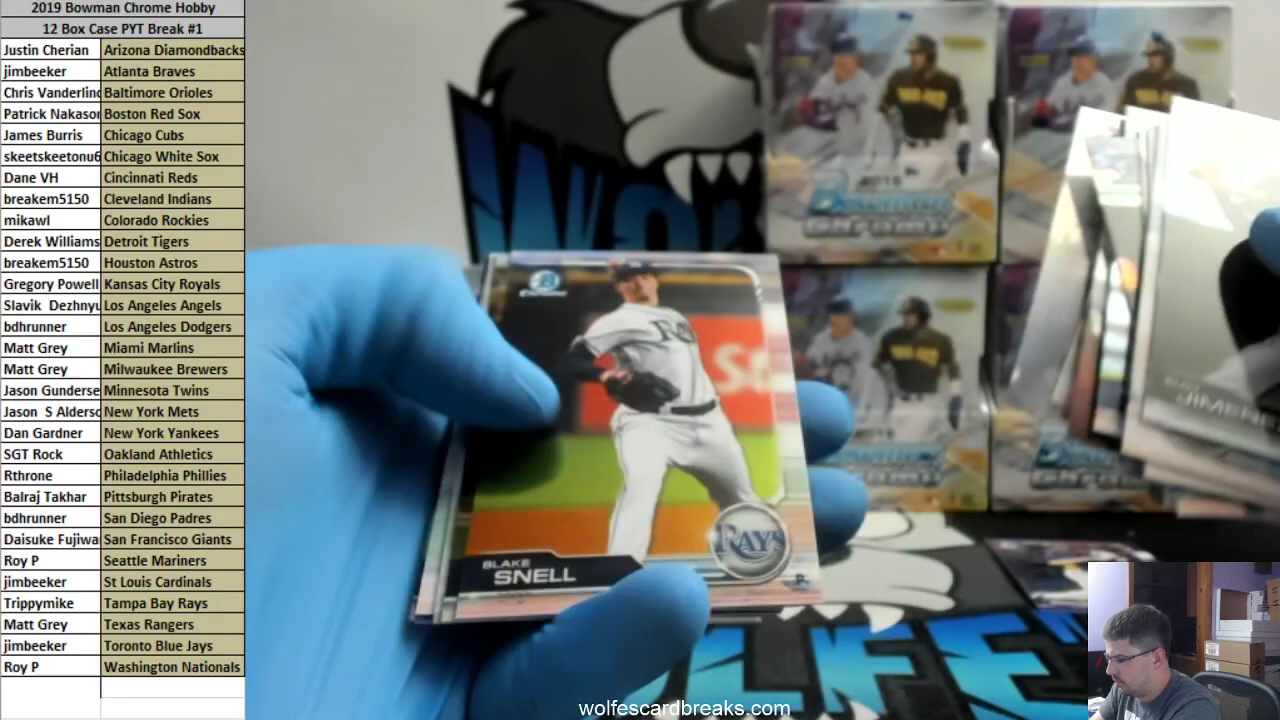 2019 Bowman Chrome Hobby
12 Box Case PYT Break #1
Justin Cherian Arizona Diamondbacks
jimbeeker Atlanta Braves
Chris Vanderlind Baltimore Orioles
Patrick Nakasor Boston Red Sox
James Burris Chicago Cubs
skeetskeetonu6 Chicago White Sox
Dane VH Cincinnati Reds
breakem5150 Cleveland Indians
mikawl Colorado Rockies
Derek Williams Detroit Tigers
breakem5150 Houston Astros
Gregory Powell Kansas City Royals
Slavik Dezhnyu Los Angeles Angels
bdhrunner Los Angeles Dodgers
Matt Grey Miami Marlins
Matt Grey Milwaukee Brewers
Jason Gunderse Minnesota Twins
Jason S Alderso New York Mets
Dan Gardner New York Yankees
SGT Rock Oakland Athletics
Rthrone Philadelphia Phillies
Balraj Takhar Pittsburgh Pirates
bdhrunner San Diego Padres
Daisuke Fujiwa San Francisco Giants
Roy P Seattle Mariners
jimbeeker St Louis Cardinals
Trippymike Tampa Bay Rays
Matt Grey Texas Rangers
jimbeeker Toronto Blue Jays
Roy P Washington Nationals
Bowman
Chrome
BLAKE
SNELL
RAYS
P
wolfescardbreaks.com